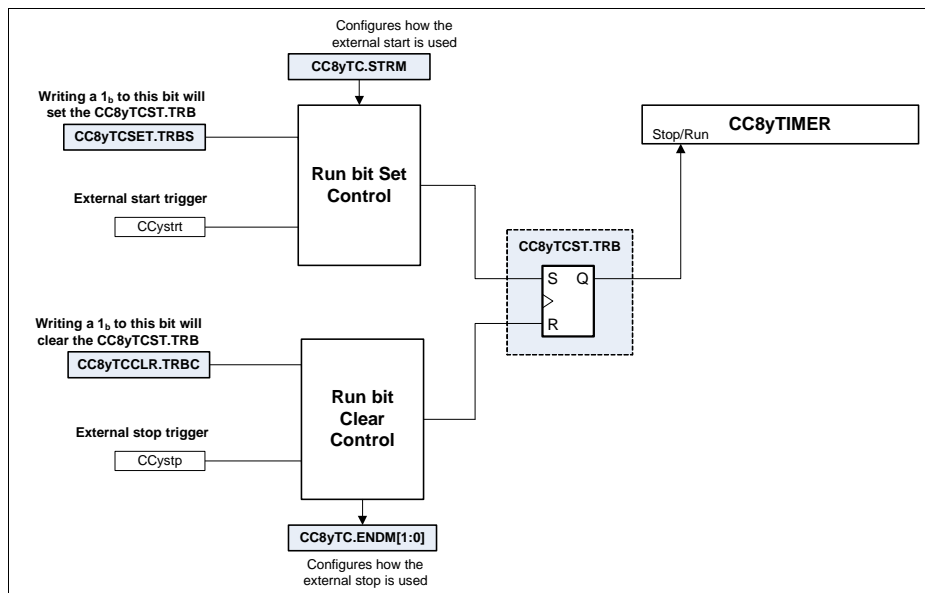 Configures how the
external start is used
CC8yTC.STRM
Writing a 1b to this bit will
set the CC8yTCST.TRB
CC8yTCSET.TRBS
External start trigger
CCystrt
Run bit Set
Control
CC8yTIMER
Stop/Run
CC8yTCST.TRB
S Q
R
Writing a 1b to this bit will
clear the CC8yTCST.TRB
CC8yTCCLR.TRBC
External stop trigger
CCystp
Run bit
Clear
Control
CC8yTC.ENDM[1:0]
Configures how the
external stop is used